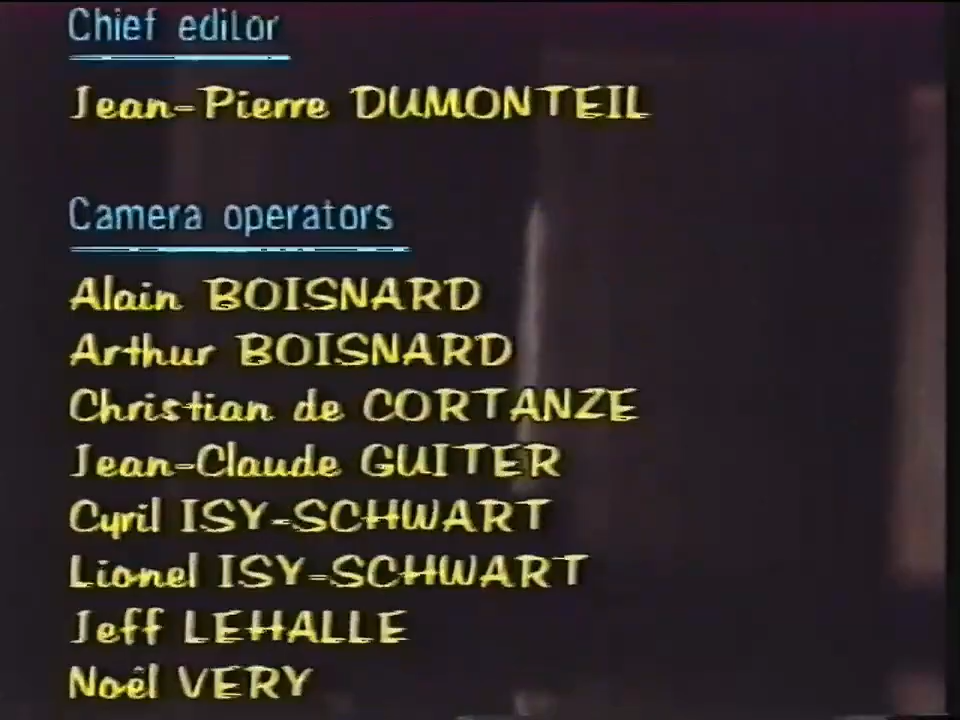 Chief editor
Jean-Pierre DUMONTEIL
Camera operators
Alain BOISNARD
Arthur BOISNARD
Christian de CORTANZE
Jean-Claude GUITER
Cyril ISY-SCHWART
Lionel ISY-SCHWART
Jeff LEHALLE
Noël VERY